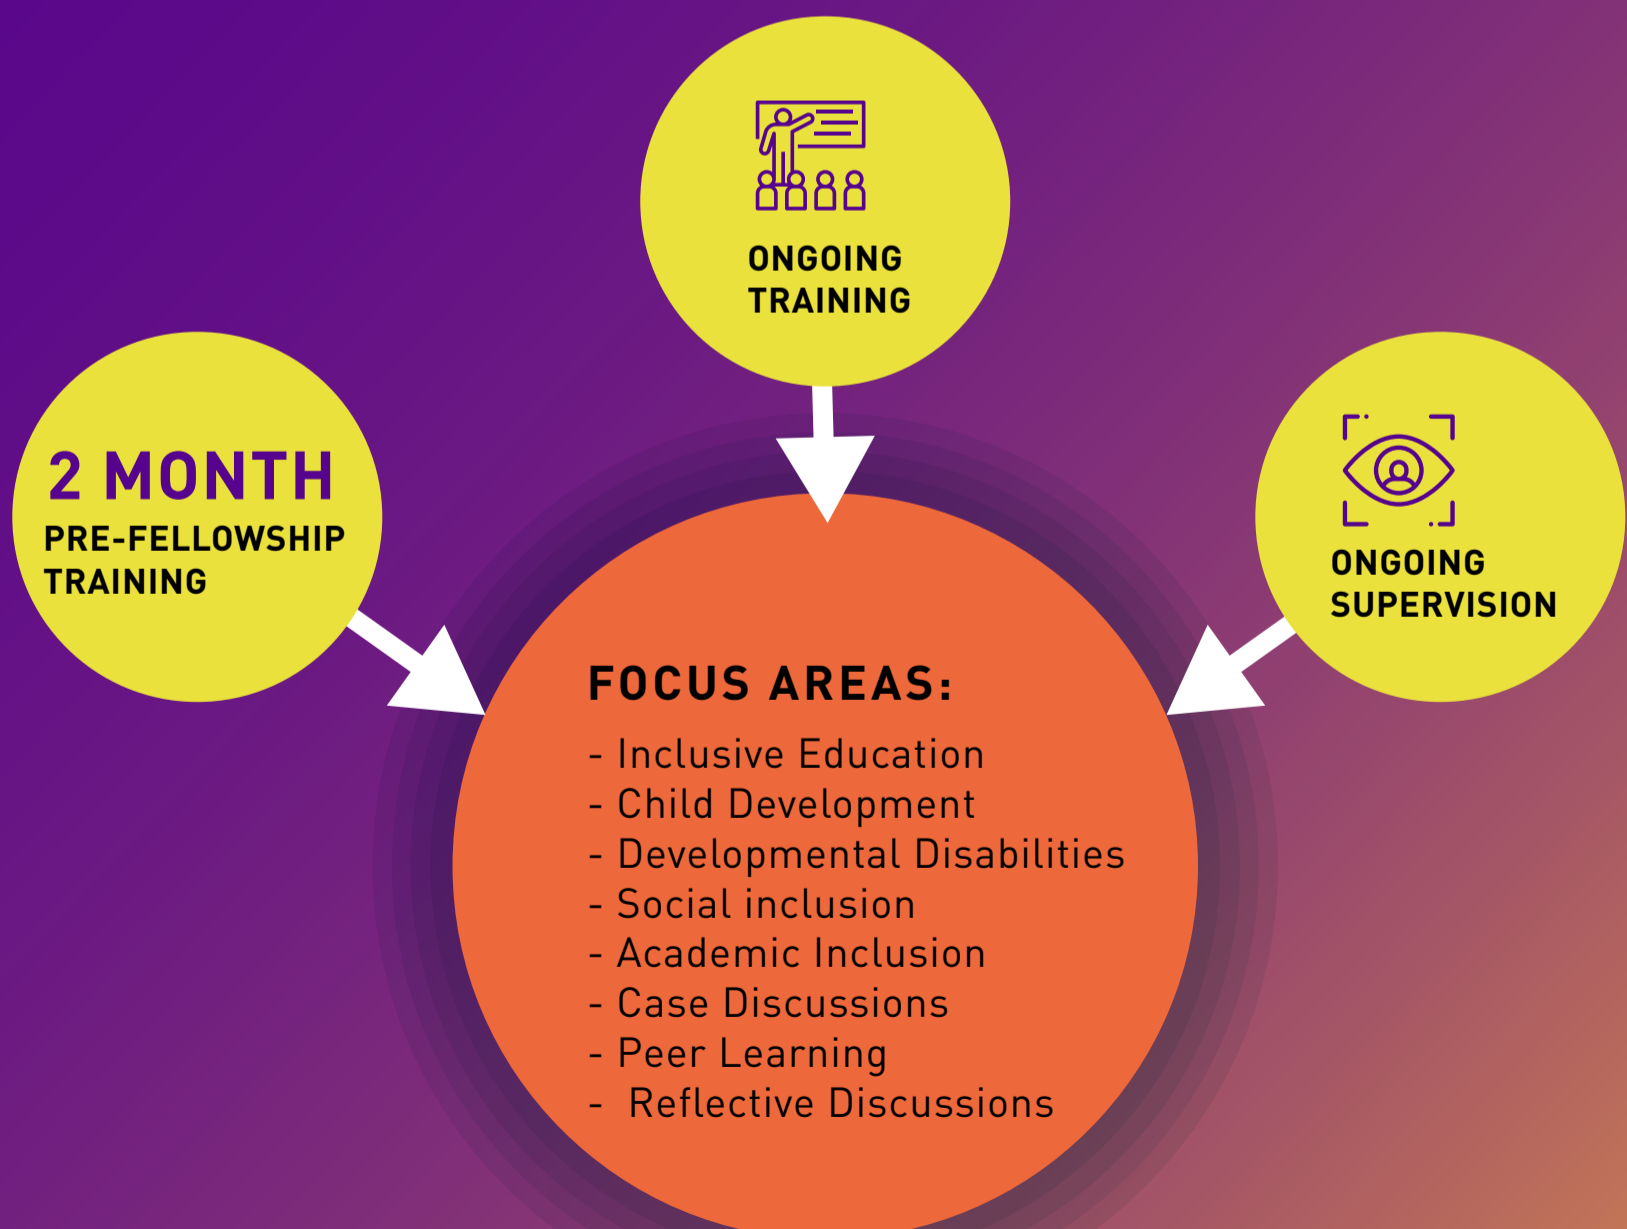 ONGOING
TRAINING
2 MONTH
PRE-FELLOWSHIP
TRAINING
ONGOING
SUPERVISION
FOCUS AREAS:
- Inclusive Education
- Child Development
- Developmental Disabilities
- Social inclusion
- Academic Inclusion
- Case Discussions
- Peer Learning
- Reflective Discussions